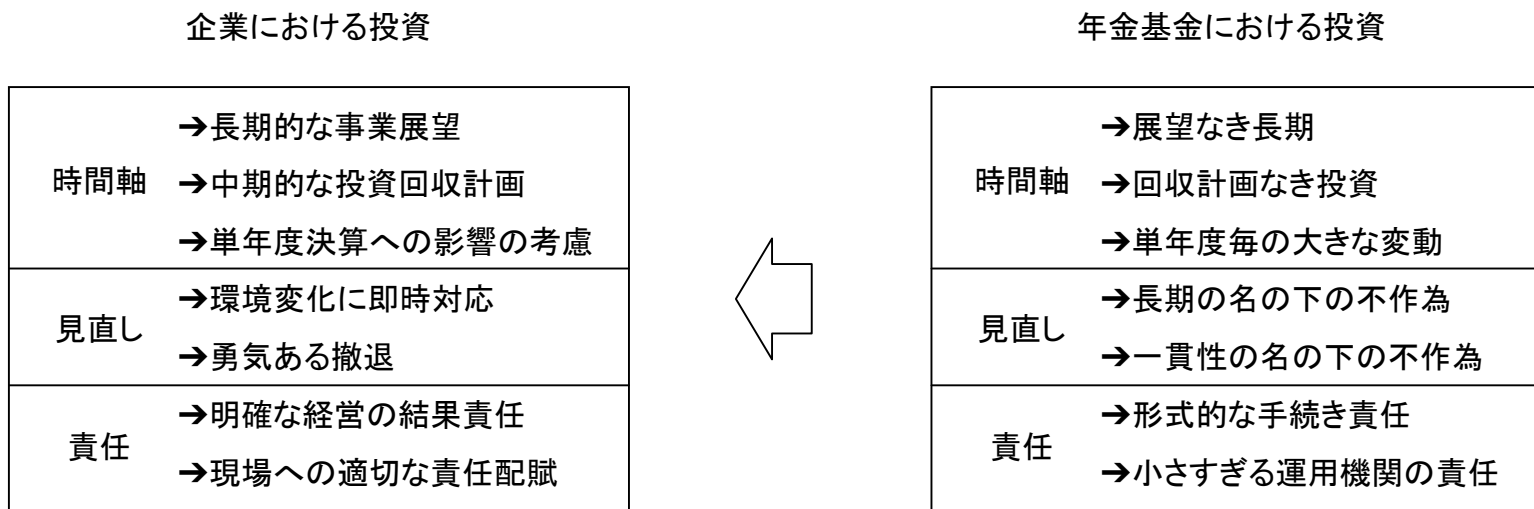 企業における投資
時間軸
➔長期的な事業展望
➔中期的な投資回収計画
➔単年度決算への影響の考慮
見直し
➔環境変化に即時対応
➔勇気ある撤退
責任
➔明確な経営の結果責任
➔現場への適切な責任配賦
年金基金における投資
時間軸
➔展望なき長期
➔回収計画なき投資
➔単年度毎の大きな変動
見直し
➔長期の名の下の不作為
➔一貫性の名の下の不作為
責任
➔形式的な手続き責任
➔小さすぎる運用機関の責任